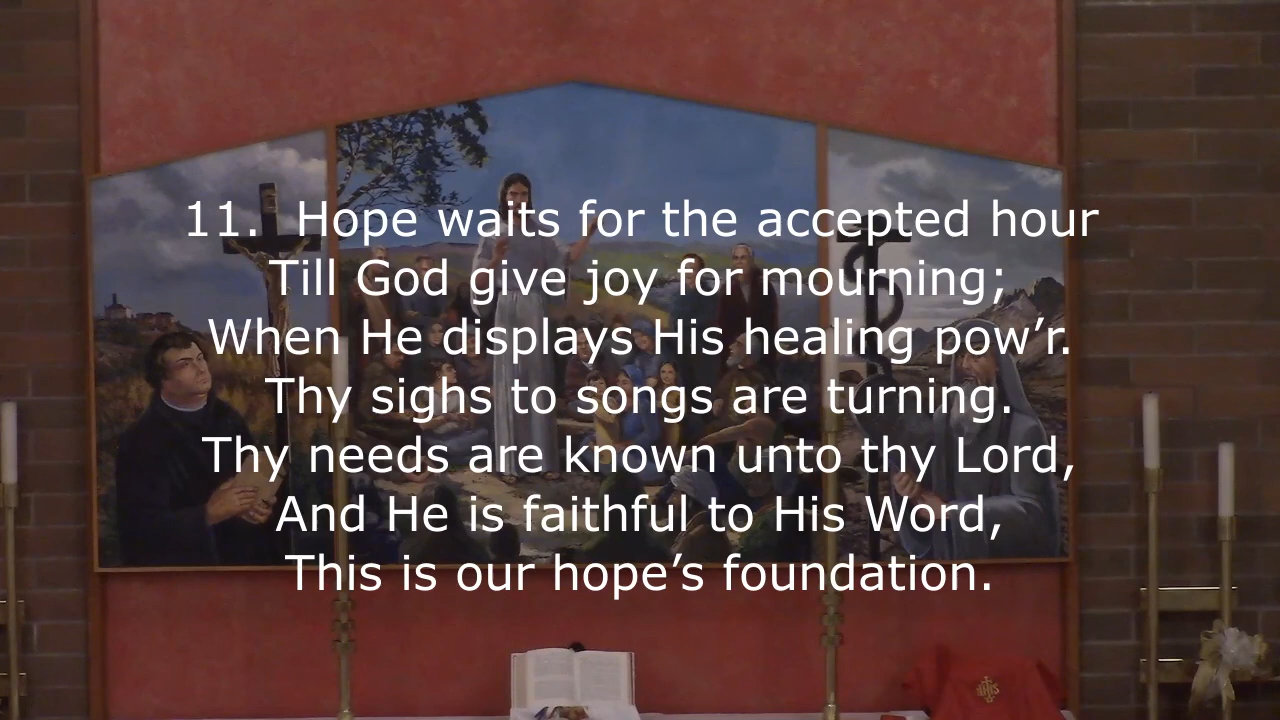 11.  Hope waits for the accepted hour
Till God give joy for mourning;
When He displays His healing pow’r.
Thy sighs to songs are turning.
Thy needs are known unto thy Lord,
And He is faithful to His Word,
This is our hope’s foundation.